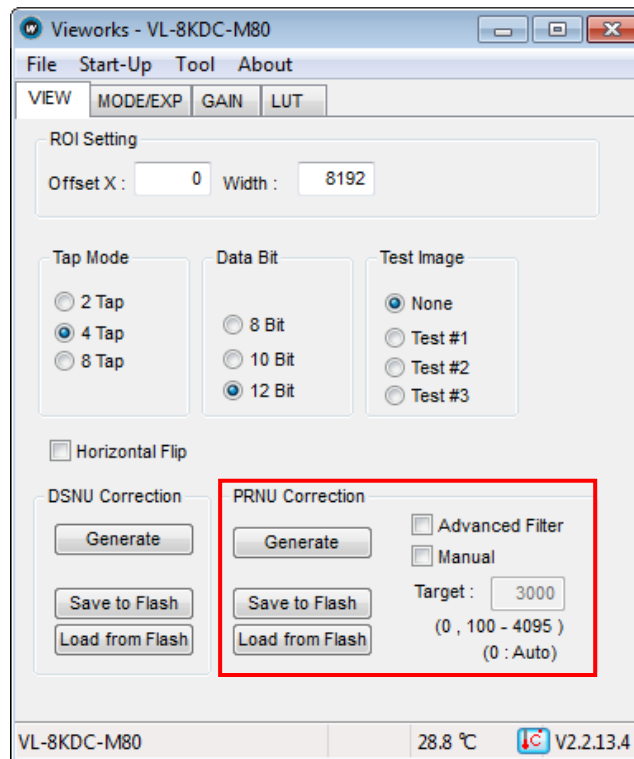 Vieworks - VL-8KDC-M80
File Start-Up Tool About
VIEW MODE/EXP GAIN LUT
ROI Setting
Offset X : 0 Width : 8192
Tap Mode
2 Tap
4 Tap
8 Tap
Data Bit
8 Bit
10 Bit
12 Bit
Test Image
None
Test #1
Test #2
Test #3
Horizontal Flip
DSNU Correction
Generate
Save to Flash
Load from Flash
PRNU Correction
Generate
Save to Flash
Load from Flash
Advanced Filter
Manual
Target : 3000
(0 , 100 - 4095 )
(0 : Auto)
VL-8KDC-M80 28.8 ℃ C V2.2.13.4